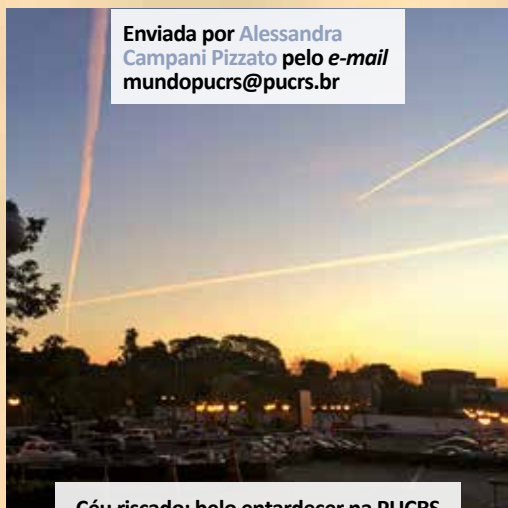 Enviada por Alessandra
Campani Pizzato pelo e-mail
mundopucrs@pucrs.br
Céu riscado: belo entardecer na PUCRS